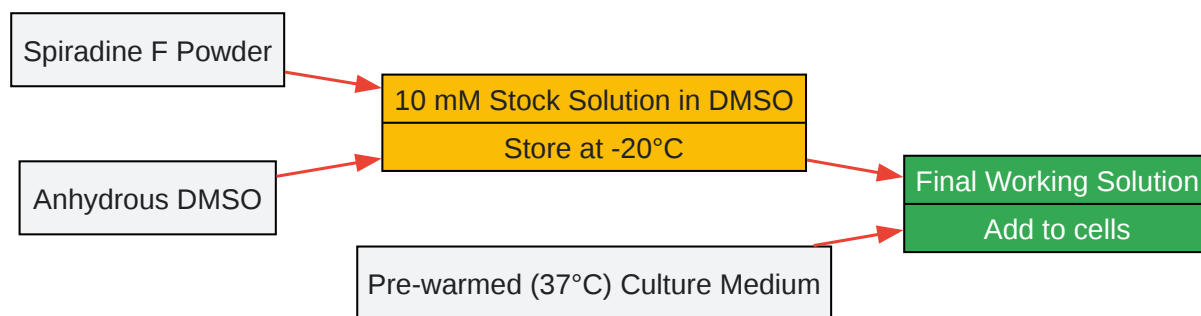 Spiradine F Powder
10 mM Stock Solution in DMSO
Store at -20°C
Anhydrous DMSO
Final Working Solution
Add to cells
Pre-warmed (37°C) Culture Medium